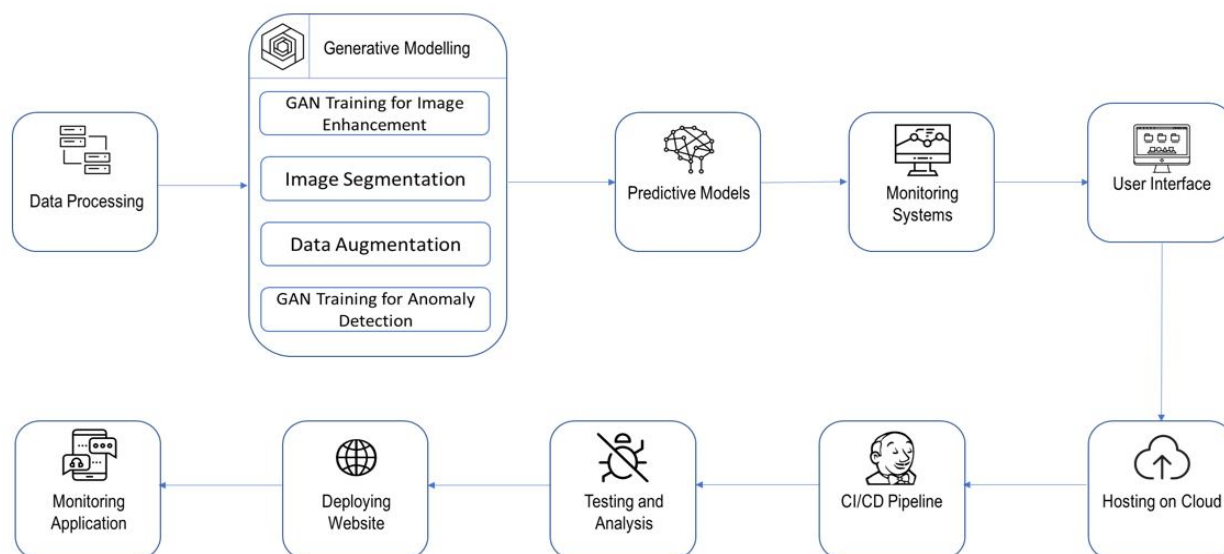 Generative Modelling
GAN Training for Image
Enhancement
Image Segmentation
Data Augmentation
GAN Training for Anomaly
Detection
Data Processing
Predictive Models
Monitoring
Systems
User Interface
Monitoring
Application
Deploying
Website
Testing and
Analysis
CI/CD Pipeline
Hosting on Cloud